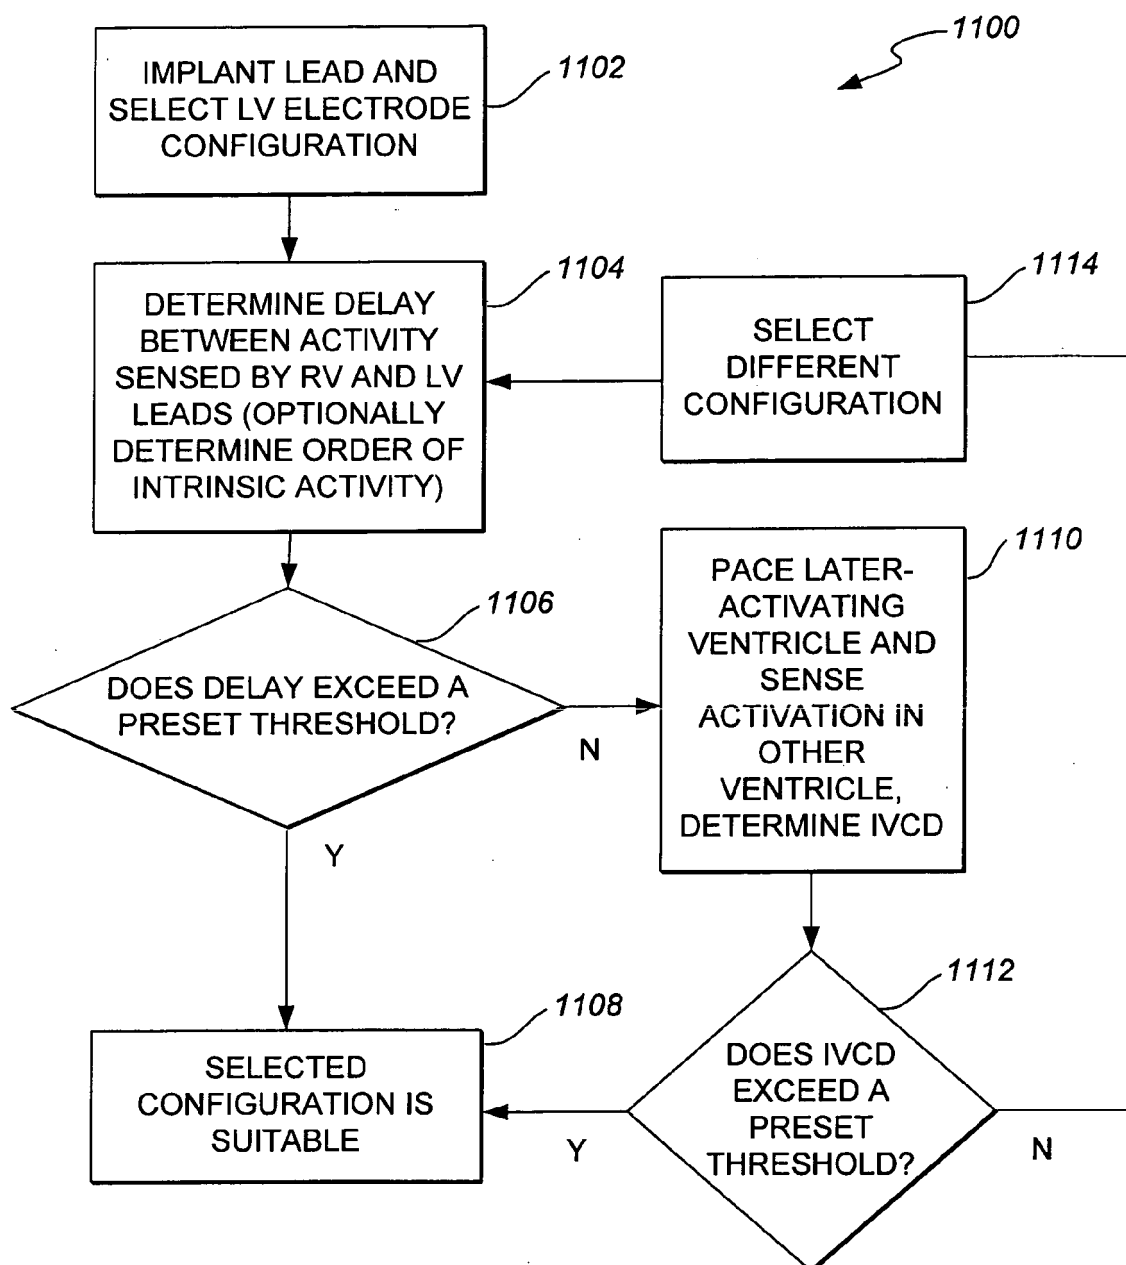 1100
IMPLANT LEAD AND
SELECT LV ELECTRODE
CONFIGURATION
1102
DETERMINE DELAY
BETWEEN ACTIVITY
SENSED BY RV AND LV
LEADS (OPTIONALLY
DETERMINE ORDER OF
INTRINSIC ACTIVITY)
1104
SELECT
DIFFERENT
CONFIGURATION
1114
DOES DELAY EXCEED A
PRESET THRESHOLD?
1106
N
Y
PACE LATER-
ACTIVATING
VENTRICLE AND
SENSE
ACTIVATION IN
OTHER
VENTRICLE,
DETERMINE IVCD
1110
SELECTED
CONFIGURATION IS
SUITABLE
1108
DOES IVCD
EXCEED A
PRESET
THRESHOLD?
1112
Y
N